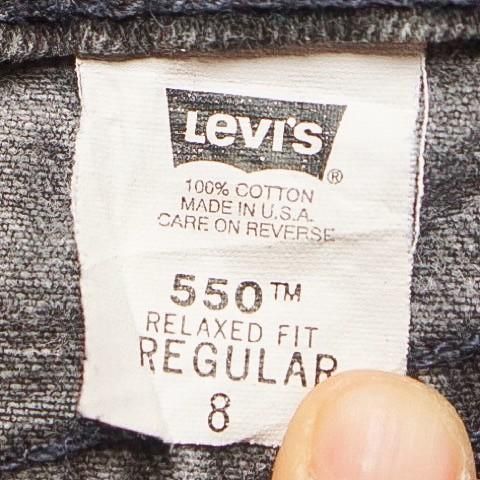 Levi's®
100% COTTON
MADE IN U.S.A.
CARE ON REVERSE
550™
RELAXED FIT
REGULAR
8